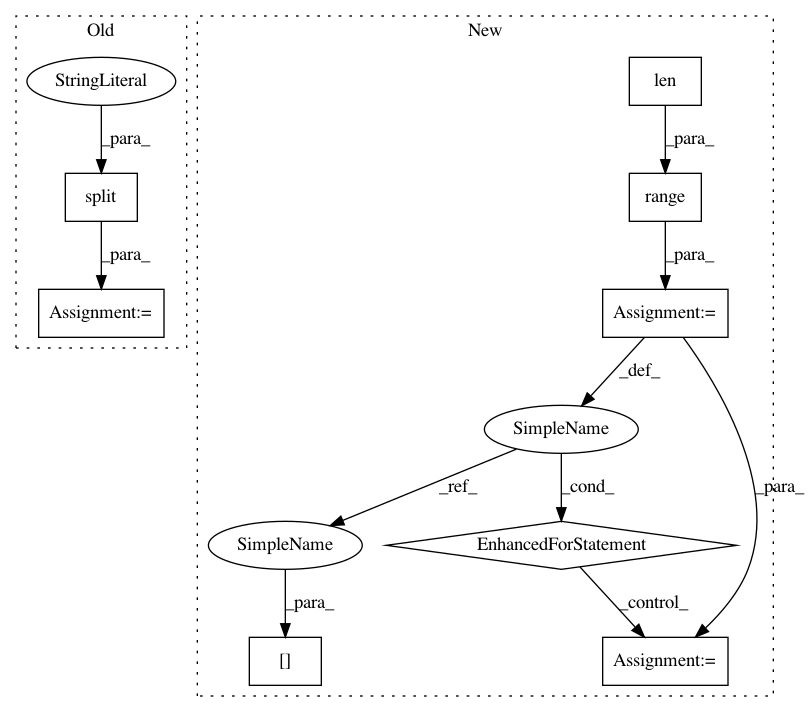 Old
New
StringLiteral
len
_para_
_para_
split
range
_para_
_para_
Assignment:=
Assignment:=
_def_
SimpleName
_ref_
_cond_
_para_
SimpleName
EnhancedForStatement
_para_
_control_
[]
Assignment:=